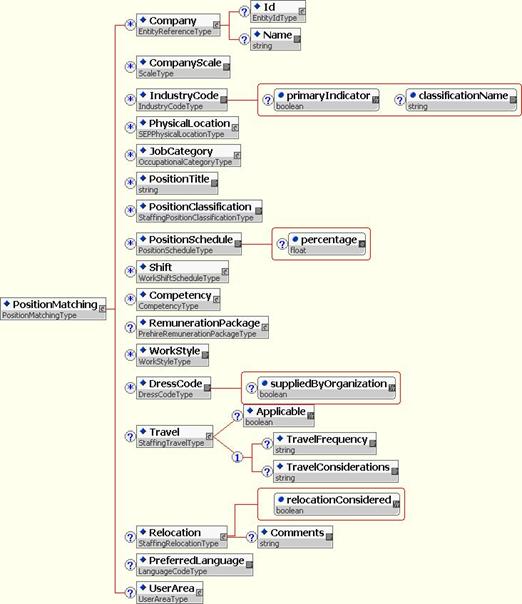 Company
EntityReferenceType
Id
EntityIdType
Name
string
CompanyScale
ScaleType
IndustryCode
IndustryCodeType
primaryIndicator
boolean
classificationName
string
PhysicalLocation
SEPPhysicalLocationType
JobCategory
OccupationalCategoryType
PositionTitle
string
PositionClassification
StaffingPositionClassificationType
PositionSchedule
PositionScheduleType
percentage
float
Shift
WorkShiftScheduleType
PositionMatching
PositionMatchingType
Competency
CompetencyType
RemunerationPackage
PrehireRemunerationPackageType
WorkStyle
WorkStyleType
DressCode
DressCodeType
suppliedByOrganization
boolean
Travel
StaffingTravelType
Applicable
boolean
1
TravelFrequency
string
TravelConsiderations
string
relocationConsidered
boolean
Relocation
StaffingRelocationType
Comments
string
PreferredLanguage
LanguageCodeType
UserArea
UserAreaType